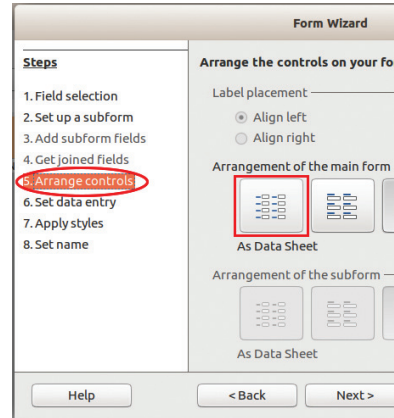 Form Wizard
Steps
1. Field selection
2. Set up a subform
3. Add subform fields
4. Get joined fields
5. Arrange controls
6. Set data entry
7. Apply styles
8. Set name
Arrange the controls on your fo
Label placement
Align left
Align right
Arrangement of the main form
As Data Sheet
Arrangement of the subform
As Data Sheet
Help
< Back
Next >